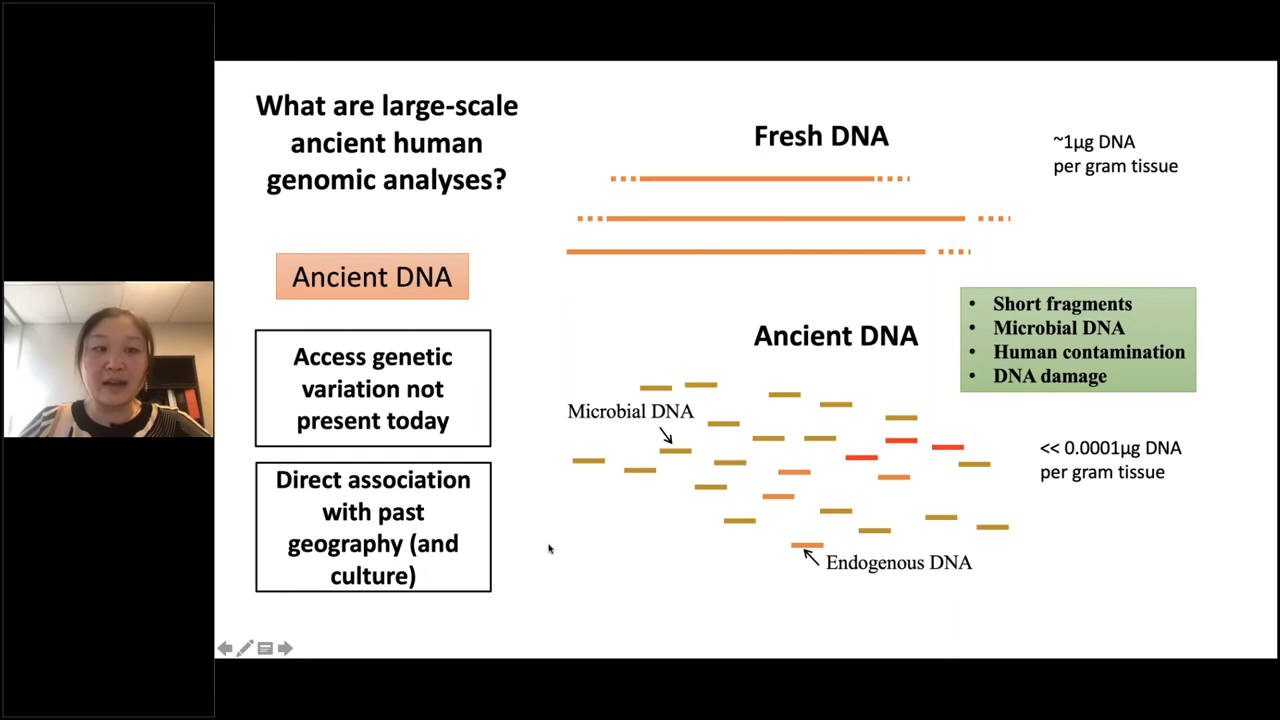 What are large-scale
ancient human
genomic analyses?
Ancient DNA
Access genetic
variation not
present today
Direct association
with past
geography (and
culture)
Fresh DNA
~1µg DNA
per gram tissue
Ancient DNA
• Short fragments
• Microbial DNA
• Human contamination
• DNA damage
Microbial DNA
<< 0.0001µg DNA
per gram tissue
Endogenous DNA